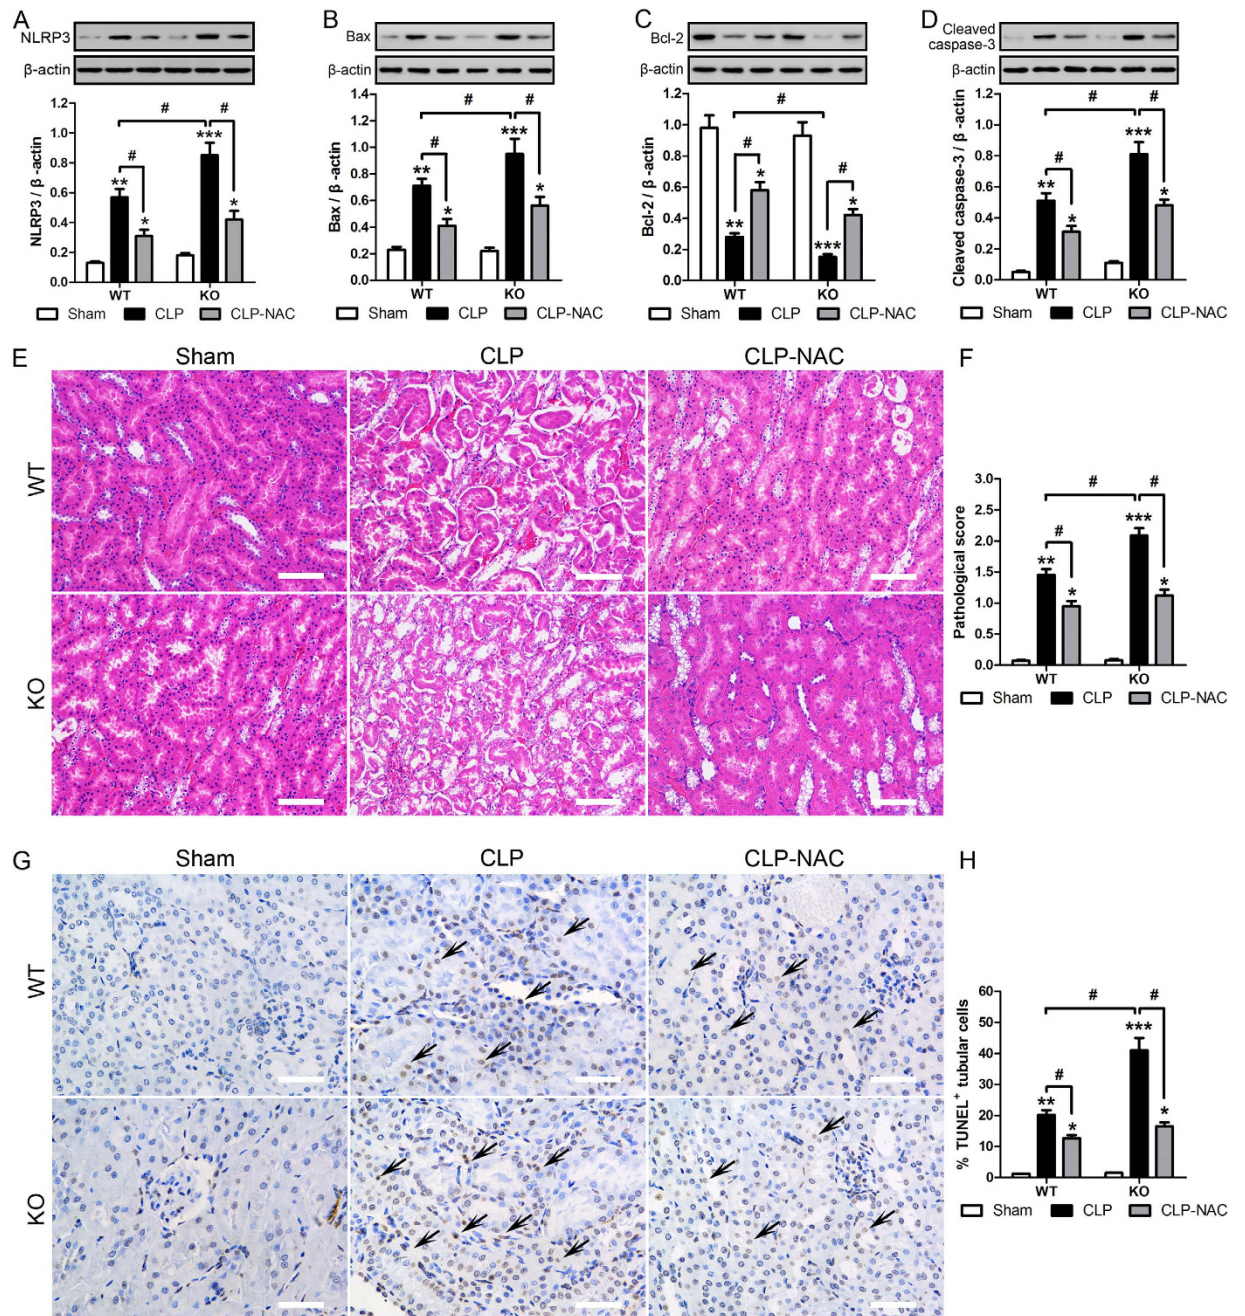 A
NLRP3
β-actin
NLRP3 / β -actin
1.2
1.0
0.8
0.6
0.4
0.2
0.0
#
#
#
**
*
***
*
WT
KO
Sham
CLP
CLP-NAC
B
Bax
β-actin
Bax / β -actin
1.4
1.2
1.0
0.8
0.6
0.4
0.2
0.0
#
#
#
**
*
***
*
WT
KO
Sham
CLP
CLP-NAC
C
Bcl-2
β-actin
Bcl-2 / β -actin
1.2
1.0
0.8
0.6
0.4
0.2
0.0
#
#
#
**
*
***
*
WT
KO
Sham
CLP
CLP-NAC
D
Cleaved
caspase-3
β-actin
Cleaved caspase-3 / β -actin
1.2
1.0
0.8
0.6
0.4
0.2
0.0
#
#
#
**
*
***
*
WT
KO
Sham
CLP
CLP-NAC
E
Sham
CLP
CLP-NAC
WT
KO
F
Pathological score
3.0
2.5
2.0
1.5
1.0
0.5
0.0
#
#
#
**
*
***
*
WT
KO
Sham
CLP
CLP-NAC
G
Sham
CLP
CLP-NAC
WT
KO
H
% TUNEL⁺ tubular cells
60
50
40
30
20
10
0
#
#
#
**
*
***
*
WT
KO
Sham
CLP
CLP-NAC